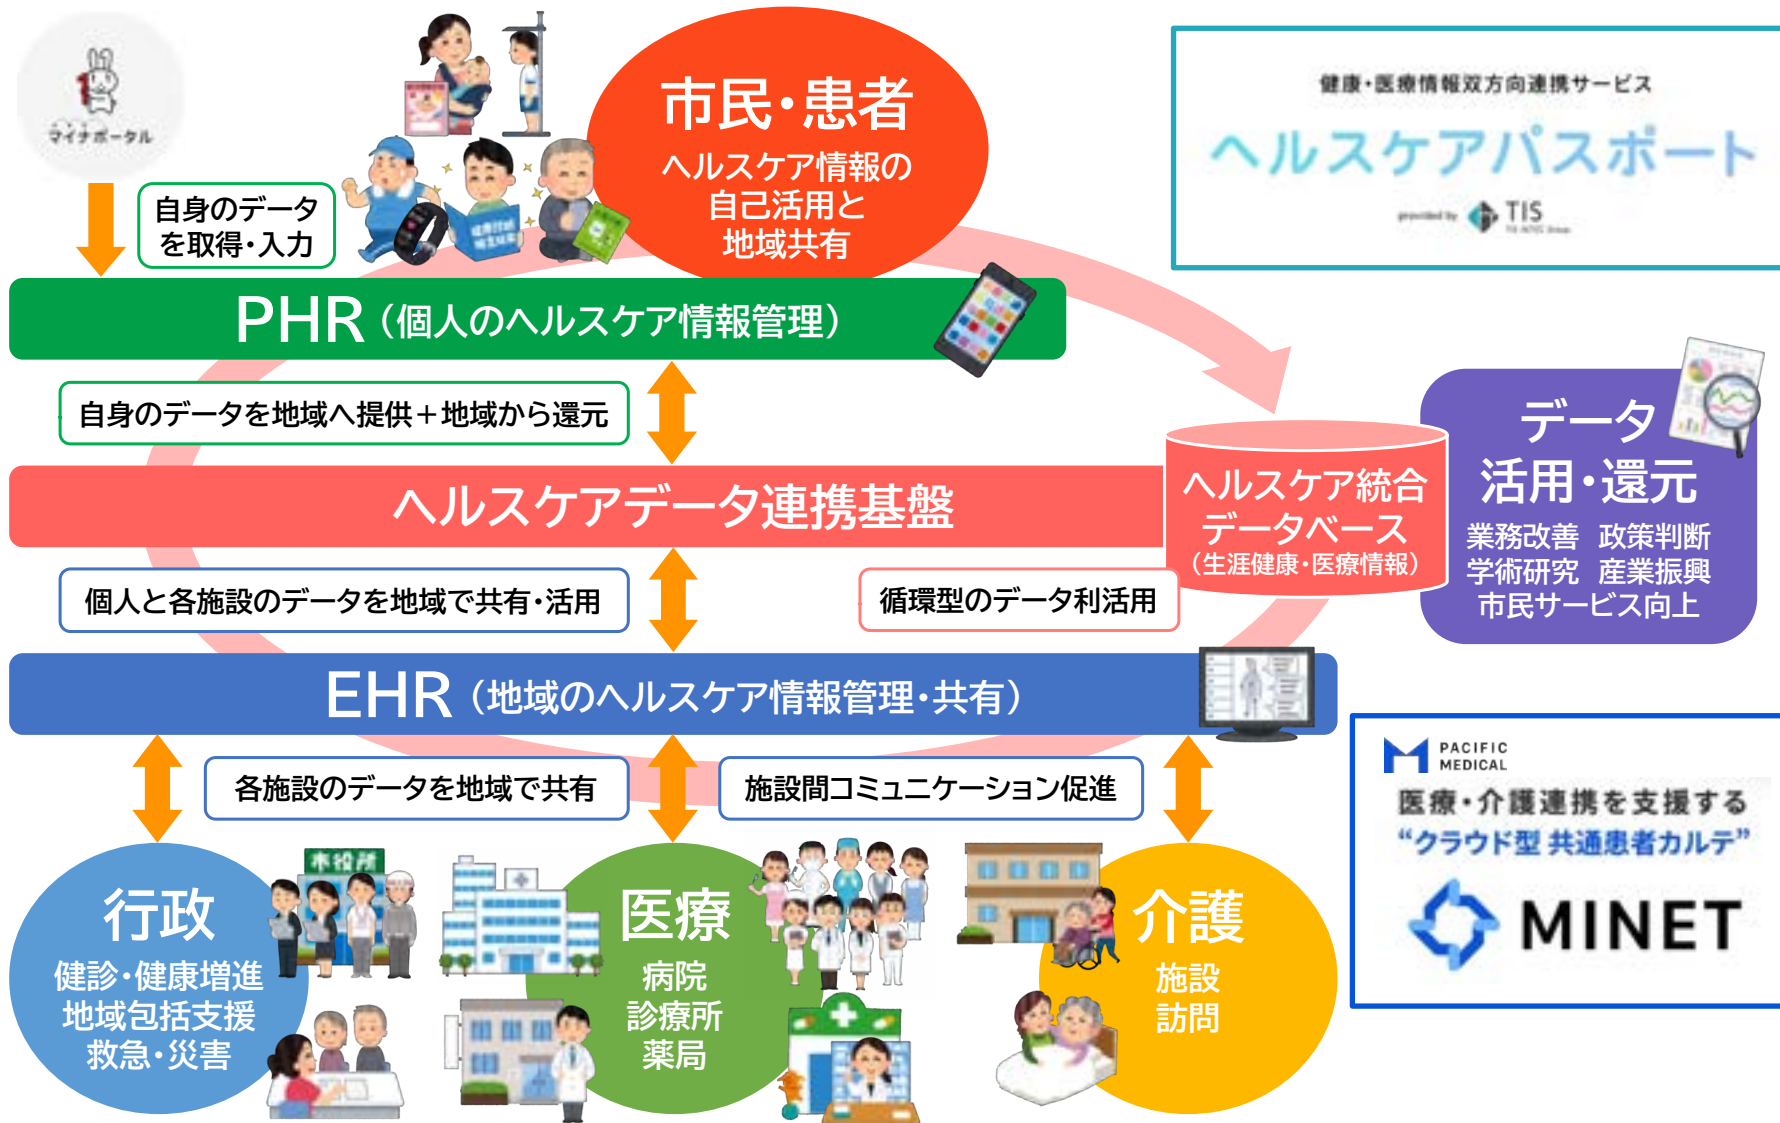 マイナポータル
市民・患者
ヘルスケア情報の
自己活用と
地域共有
健康・医療情報双方向連携サービス
ヘルスケアパスポート
provided by TIS
自身のデータ
を取得・入力
PHR（個人のヘルスケア情報管理）
自身のデータを地域へ提供＋地域から還元
ヘルスケアデータ連携基盤
ヘルスケア統合
データベース
（生涯健康・医療情報）
データ
活用・還元
業務改善 政策判断
学術研究 産業振興
市民サービス向上
個人と各施設のデータを地域で共有・活用
循環型のデータ利活用
EHR（地域のヘルスケア情報管理・共有）
各施設のデータを地域で共有
施設間コミュニケーション促進
PACIFIC
MEDICAL
医療・介護連携を支援する
“クラウド型 共通患者カルテ”
MINET
市役所
行政
健診・健康増進
地域包括支援
救急・災害
医療
病院
診療所
薬局
介護
施設
訪問